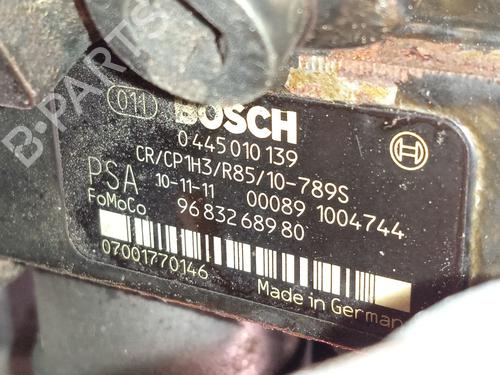 B-PARTS
011 BOSCH
0 445 010 139
CR/CP1H3/R85/10-789S
PSA 10-11-11 00089 1004744
FoMoCo 96 832 689 80
07001770146
Made in German